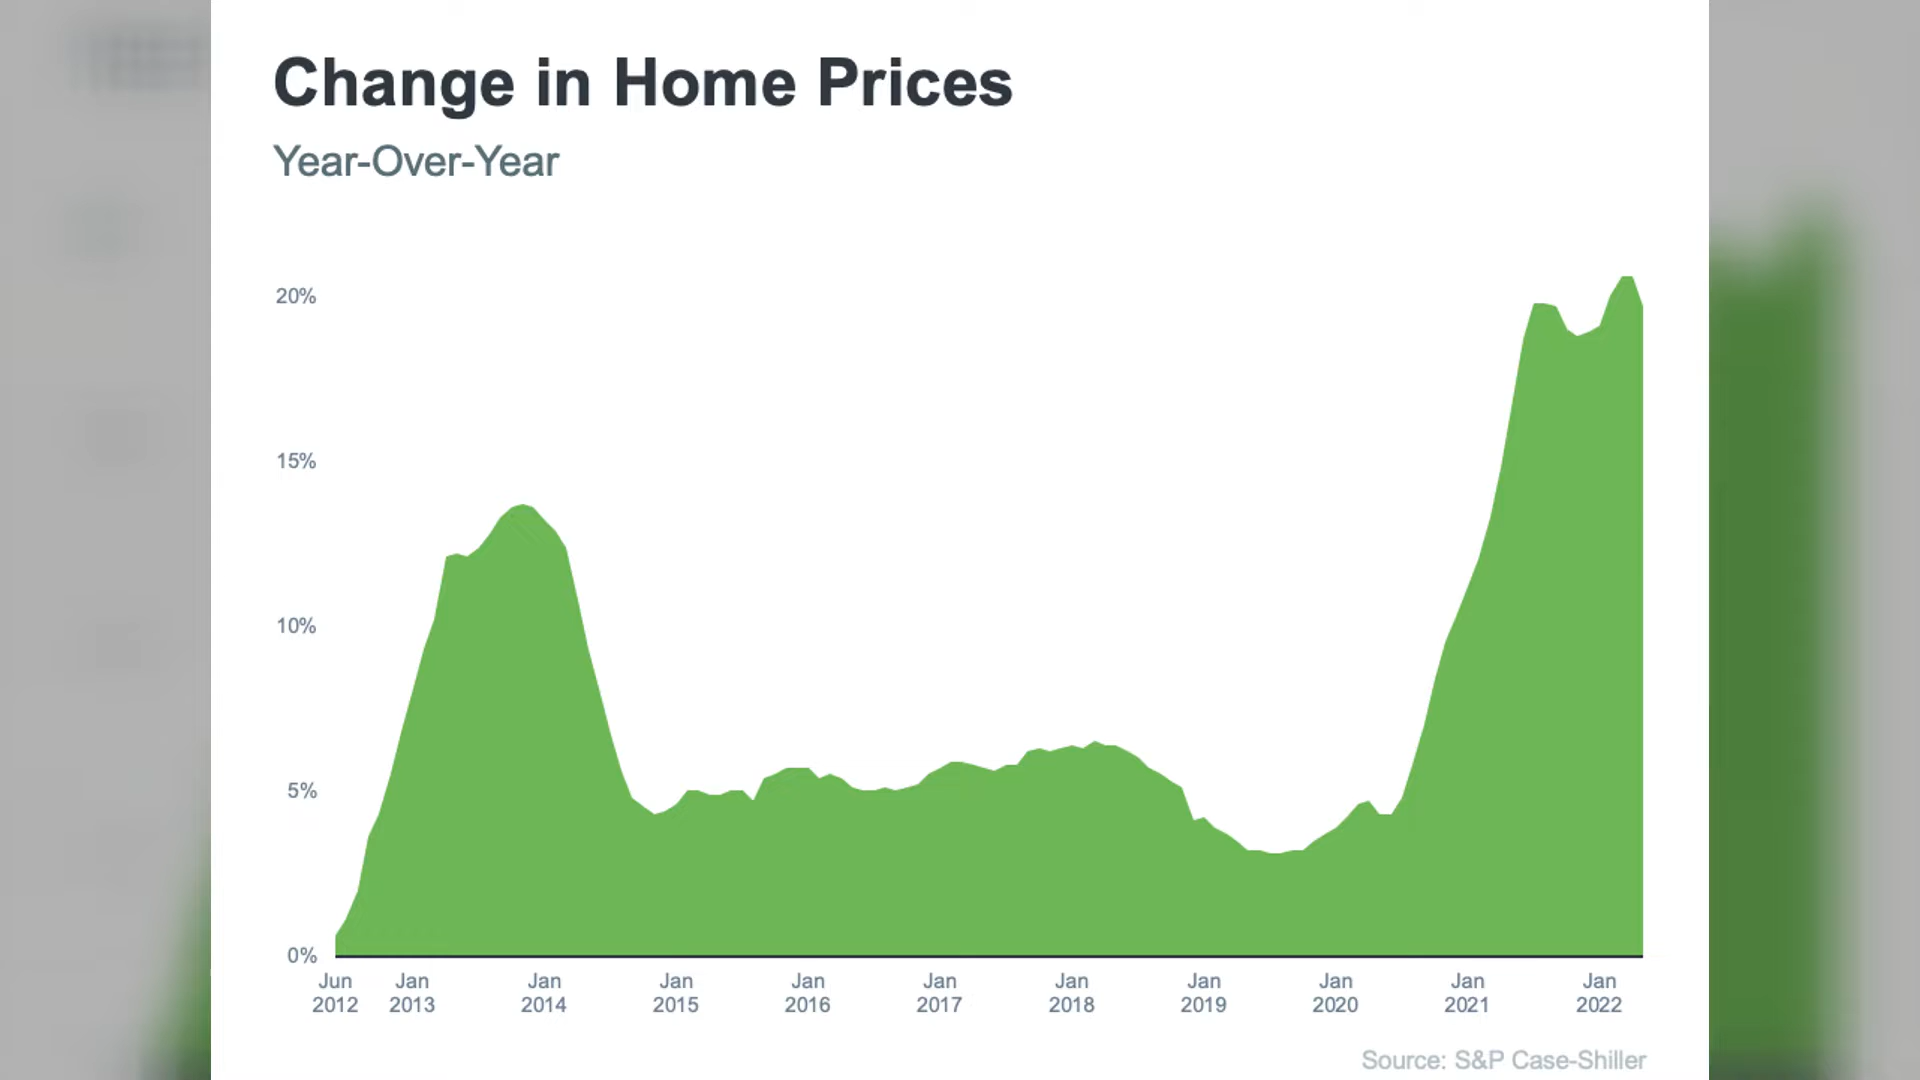 Change in Home Prices
Year-Over-Year
20%
15%
10%
5%
0%
Jun 2012
Jan 2013
Jan 2014
Jan 2015
Jan 2016
Jan 2017
Jan 2018
Jan 2019
Jan 2020
Jan 2021
Jan 2022
Source: S&P Case-Shiller